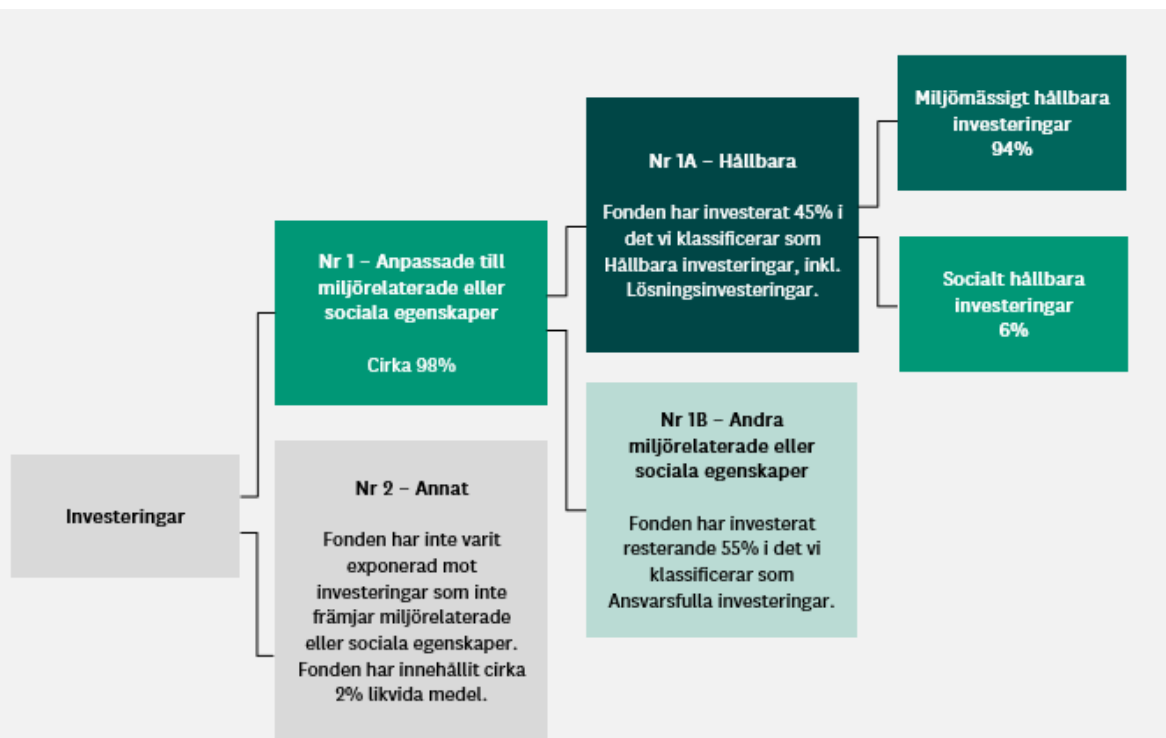 Investeringar
Nr 1 – Anpassade till
miljörelaterade eller
sociala egenskaper
Cirka 98%
Nr 2 – Annat
Fonden har inte varit
exponerad mot
investeringar som inte
främjar miljörelaterade
eller sociala egenskaper.
Fonden har innehållit cirka
2% likvida medel.
Nr 1A – Hållbara
Fonden har investerat 45% i
det vi klassificerar som
Hållbara investeringar, inkl.
Lösningsinvesteringar.
Nr 1B – Andra
miljörelaterade eller
sociala egenskaper
Fonden har investerat
resterande 55% i det vi
klassificerar som
Ansvarsfulla investeringar.
Miljömässigt hållbara
investeringar
94%
Socialt hållbara
investeringar
6%